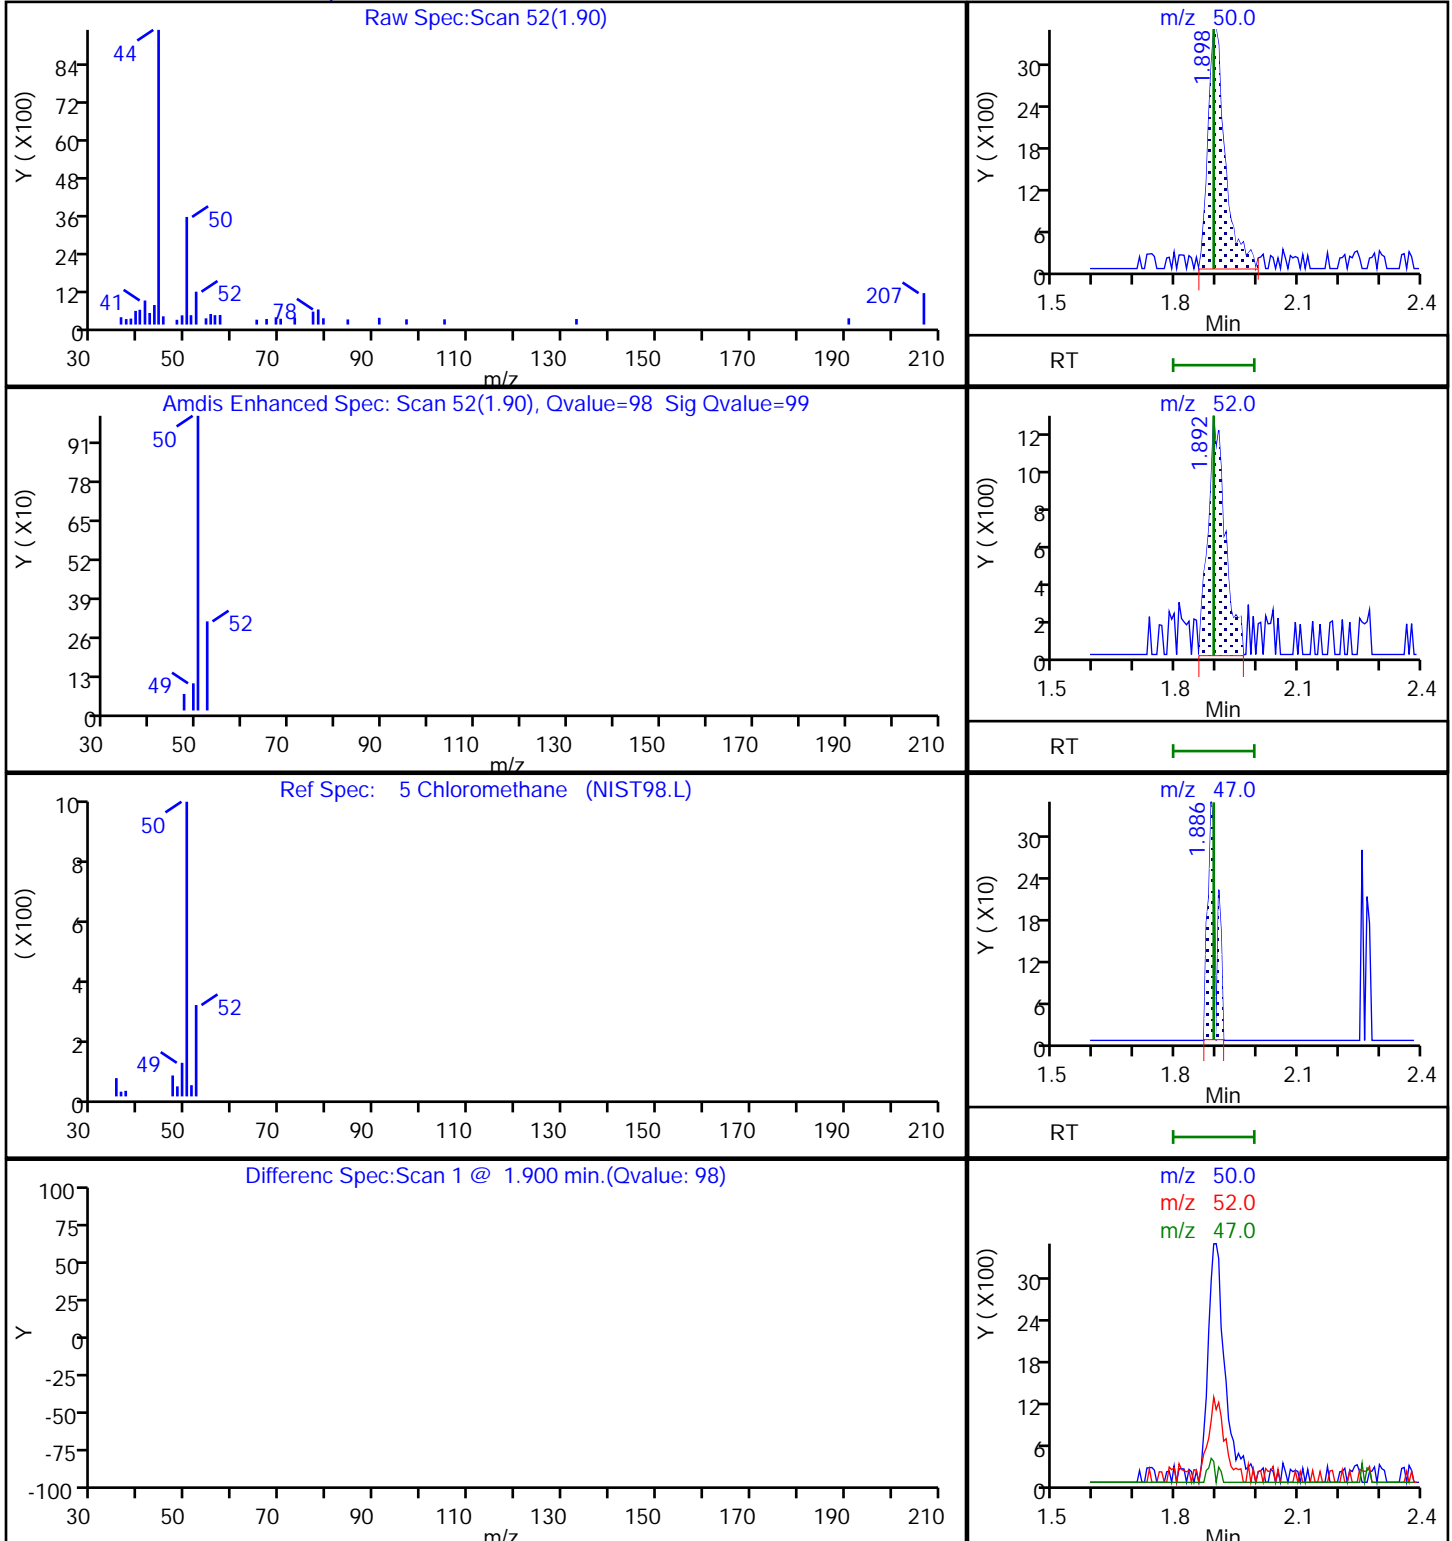 Raw Spec:Scan 52(1.90)
Y ( X100)
84
72
60
48
36
24
12
0
44
50
52
41
78
207
30 50 70 90 110 130 150 170 190 210
m/z
m/z 50.0
Y ( X100)
30
24
18
12
6
0
1.898
1.5 1.8 2.1 2.4
Min
RT
Amdis Enhanced Spec: Scan 52(1.90), Qvalue=98 Sig Qvalue=99
Y ( X10)
91
78
65
52
39
26
13
0
50
52
49
30 50 70 90 110 130 150 170 190 210
m/z
m/z 52.0
Y ( X100)
12
10
8
6
4
2
0
1.892
1.5 1.8 2.1 2.4
Min
RT
Ref Spec: 5 Chloromethane (NIST98.L)
( X100)
10
8
6
4
2
0
50
52
49
30 50 70 90 110 130 150 170 190 210
m/z 47.0
Y ( X10)
30
24
18
12
6
0
1.886
1.5 1.8 2.1 2.4
Min
RT
Differenc Spec:Scan 1 @ 1.900 min.(Qvalue: 98)
Y
100
75
50
25
0
-25
-50
-75
-100
30 50 70 90 110 130 150 170 190 210
m/z
m/z 50.0
m/z 52.0
m/z 47.0
Y ( X100)
30
24
18
12
6
0
1.5 1.8 2.1 2.4
Min